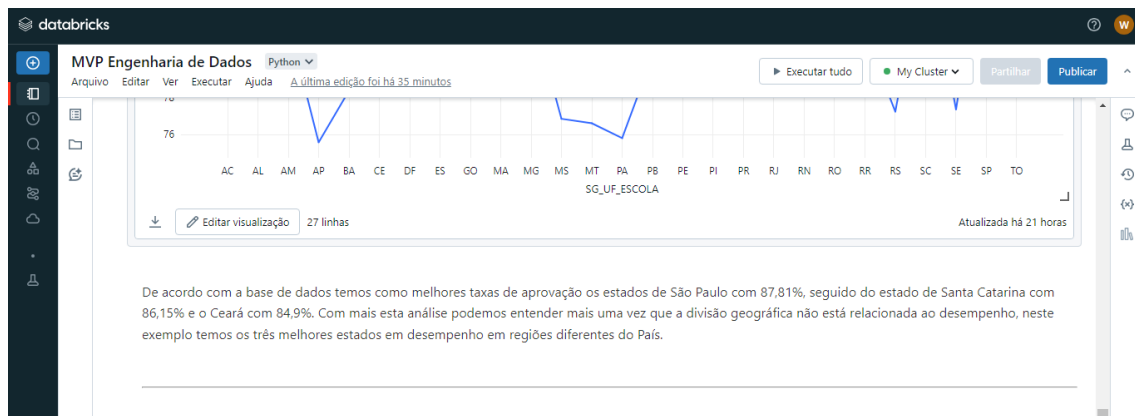 databricks
W
MVP Engenharia de Dados Python
Arquivo Editar Ver Executar Ajuda A última edição foi há 35 minutos
Executar tudo My Cluster Partilhar Publicar
78
76
AC AL AM AP BA CE DF ES GO MA MG MS MT PA PB PE PI PR RJ RN RO RR RS SC SE SP TO
SG_UF_ESCOLA
Editar visualização 27 linhas Atualizada há 21 horas
De acordo com a base de dados temos como melhores taxas de aprovação os estados de São Paulo com 87,81%, seguido do estado de Santa Catarina com
86,15% e o Ceará com 84,9%. Com mais esta análise podemos entender mais uma vez que a divisão geográfica não está relacionada ao desempenho, neste
exemplo temos os três melhores estados em desempenho em regiões diferentes do País.